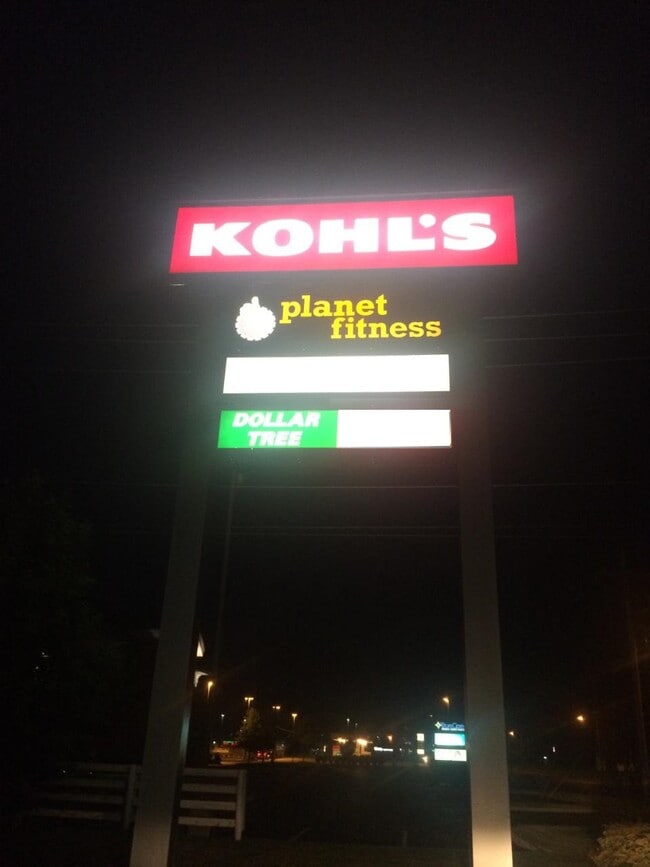 KOHL'S
planet
fitness
DOLLAR
TREE